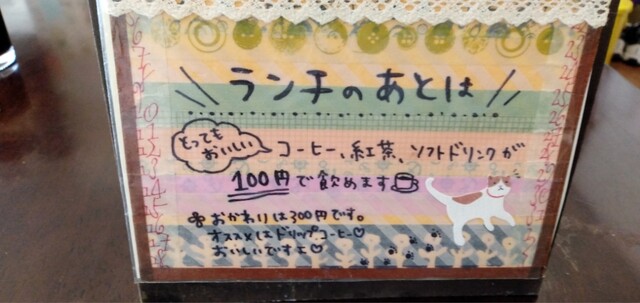 \ランチのあとは/
とっても
おいしい
コーヒー、紅茶、ソフトドリンクが
100円で飲めます
おかわりは300円です。
オススメはドリップコーヒー♡
おいしいですよ♡